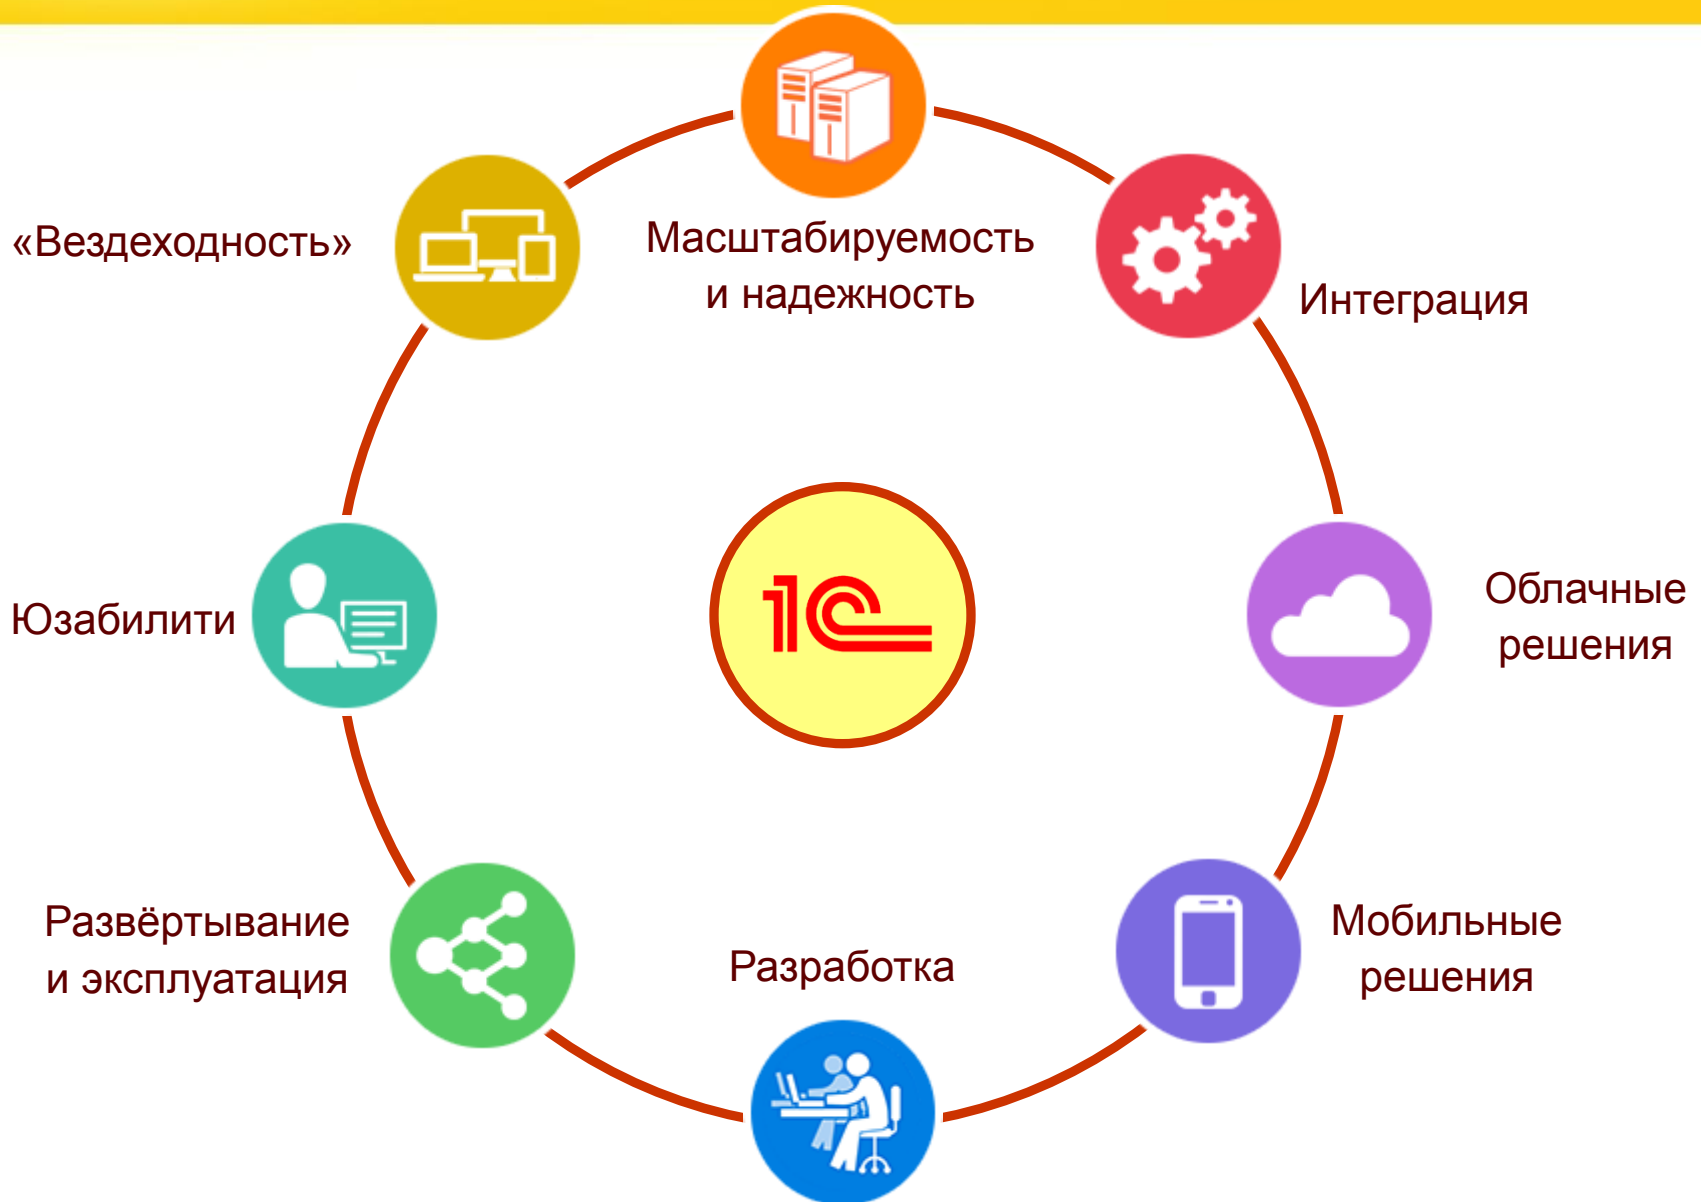 Масштабируемость
и надежность
«Вездеходность»
Интеграция
1С
Юзабилити
Облачные
решения
Развёртывание
и эксплуатация
Разработка
Мобильные
решения